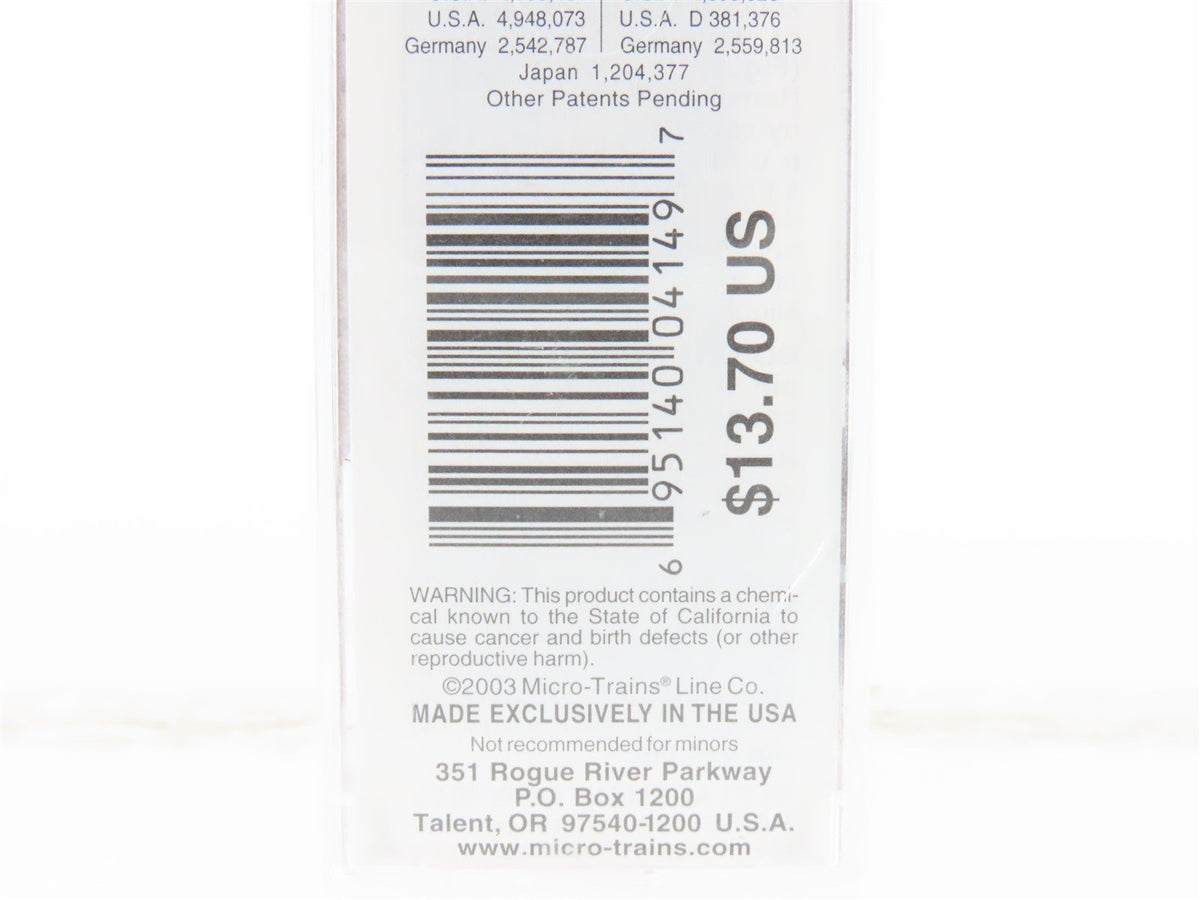 U.S.A. 4,948,073 U.S.A. D 381,376
Germany 2,542,787 Germany 2,559,813
Japan 1,204,377
Other Patents Pending
6 95140 04149 7
$13.70 US
WARNING: This product contains a chemi-
cal known to the State of California to
cause cancer and birth defects (or other
reproductive harm).
©2003 Micro-Trains® Line Co.
MADE EXCLUSIVELY IN THE USA
Not recommended for minors
351 Rogue River Parkway
P.O. Box 1200
Talent, OR 97540-1200 U.S.A.
www.micro-trains.com